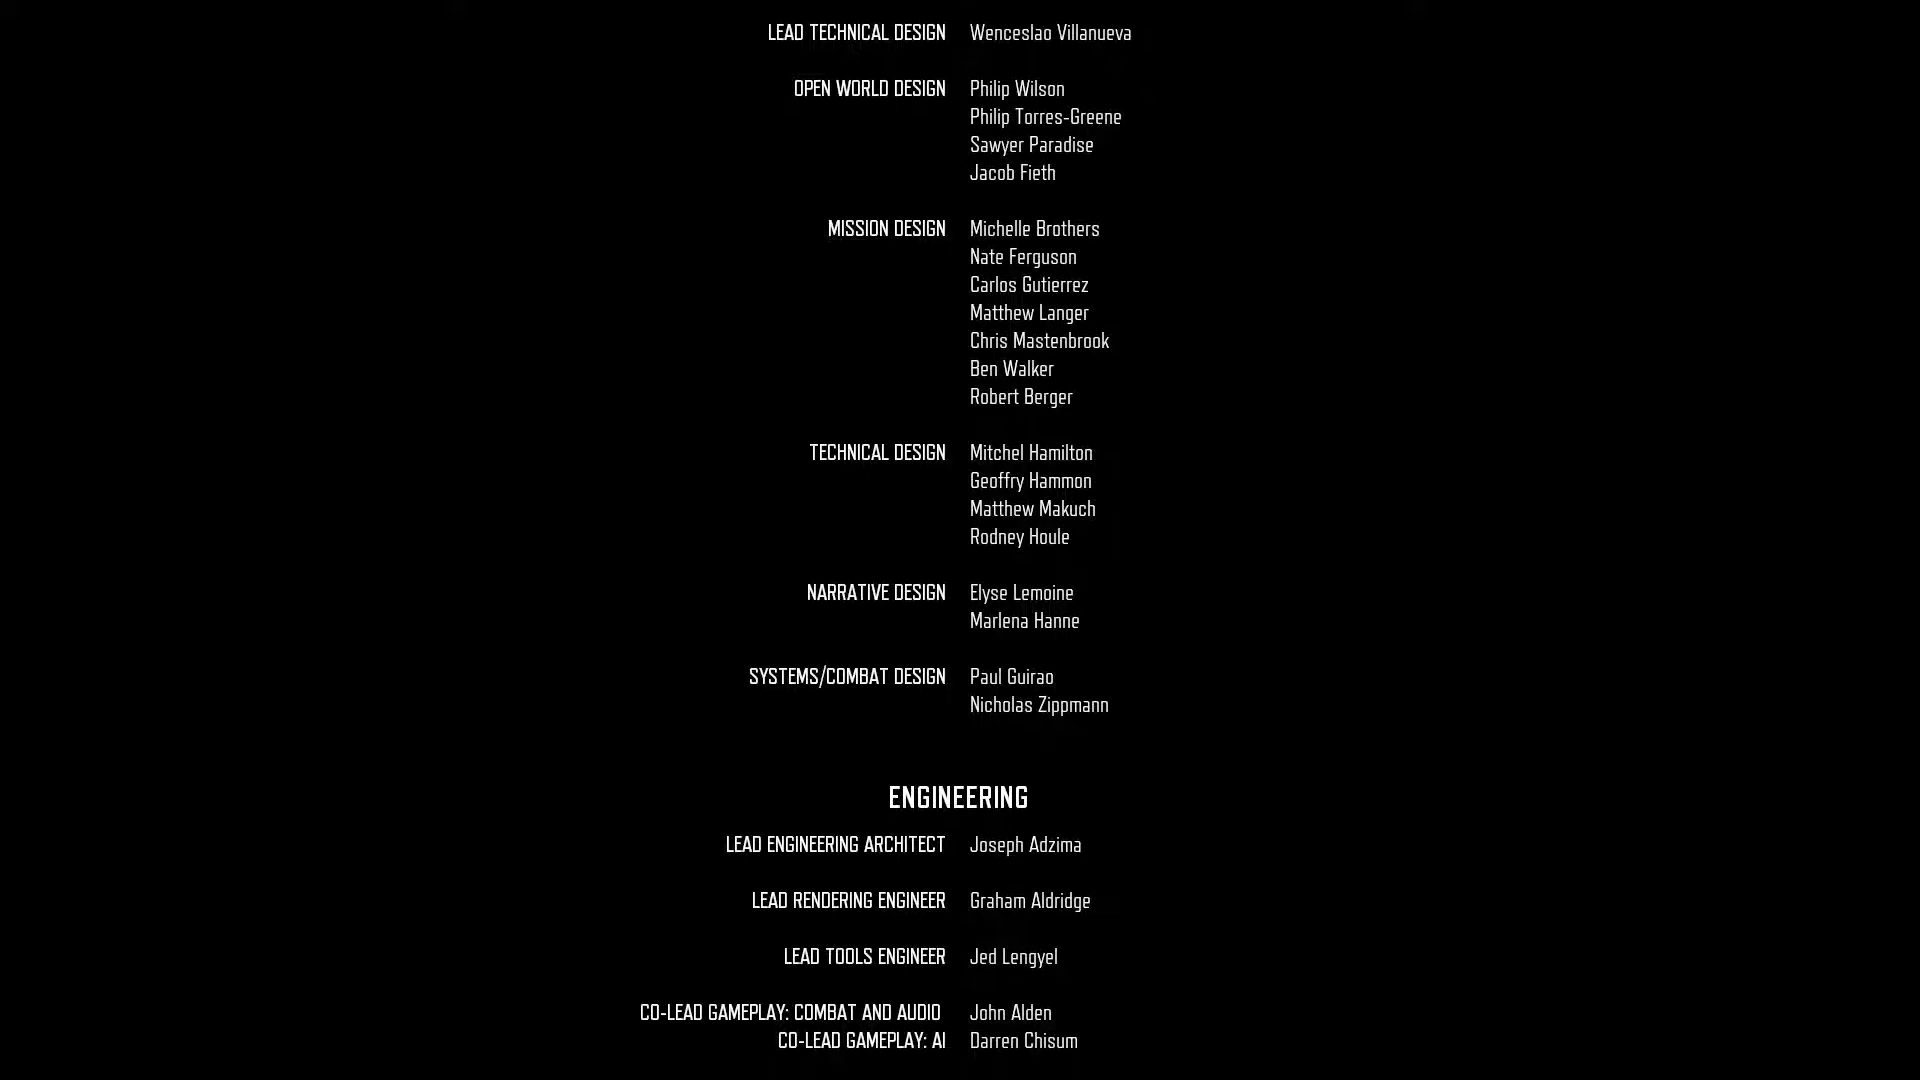 LEAD TECHNICAL DESIGN Wenceslao Villanueva
OPEN WORLD DESIGN Philip Wilson
Philip Torres-Greene
Sawyer Paradise
Jacob Fieth
MISSION DESIGN Michelle Brothers
Nate Ferguson
Carlos Gutierrez
Matthew Langer
Chris Mastenbrook
Ben Walker
Robert Berger
TECHNICAL DESIGN Mitchel Hamilton
Geoffry Hammon
Matthew Makuch
Rodney Houle
NARRATIVE DESIGN Elyse Lemoine
Marlena Hanne
SYSTEMS/COMBAT DESIGN Paul Guirao
Nicholas Zippmann
ENGINEERING
LEAD ENGINEERING ARCHITECT Joseph Adzima
LEAD RENDERING ENGINEER Graham Aldridge
LEAD TOOLS ENGINEER Jed Lengyel
CO-LEAD GAMEPLAY: COMBAT AND AUDIO John Alden
CO-LEAD GAMEPLAY: AI Darren Chisum